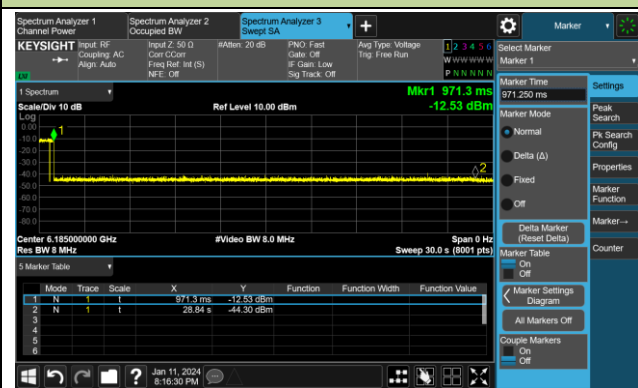 Spectrum Analyzer 1
Channel Power
Spectrum Analyzer 2
Occupied BW
Spectrum Analyzer 3
Swept SA
Marker
KEYSIGHT
Input: RF
Coupling: AC
Align: Auto
Input Z: 50 Ω
Corr CCorr
Freq Ref: Int (S)
NFE: Off
#Atten: 20 dB
PNO: Fast
Gate: Off
IF Gain: Low
Sig Track: Off
Avg Type: Voltage
Trig: Free Run
1 2 3 4 5 6
W W W W W W
P N N N N N
LXI
Select Marker
Marker 1
1 Spectrum
Mkr1 971.3 ms
-12.53 dBm
Scale/Div 10 dB
Ref Level 10.00 dBm
Log
0.00
-10.0
-20.0
-30.0
-40.0
-50.0
-60.0
-70.0
-80.0
1
2
Center 6.185000000 GHz
#Video BW 8.0 MHz
Span 0 Hz
Res BW 8 MHz
Sweep 30.0 s (8001 pts)
5 Marker Table
Mode Trace Scale X Y Function Function Width Function Value
1 N 1 t 971.3 ms -12.53 dBm
2 N 1 t 28.84 s -44.30 dBm
3
4
5
6
Marker Time
971.250 ms
Marker Mode
Normal
Delta (Δ)
Fixed
Off
Delta Marker
(Reset Delta)
Marker Table
On
Off
Marker Settings
Diagram
All Markers Off
Couple Markers
On
Off
Settings
Peak
Search
Pk Search
Config
Properties
Marker
Function
Marker→
Counter
?
Jan 11, 2024
8:16:30 PM